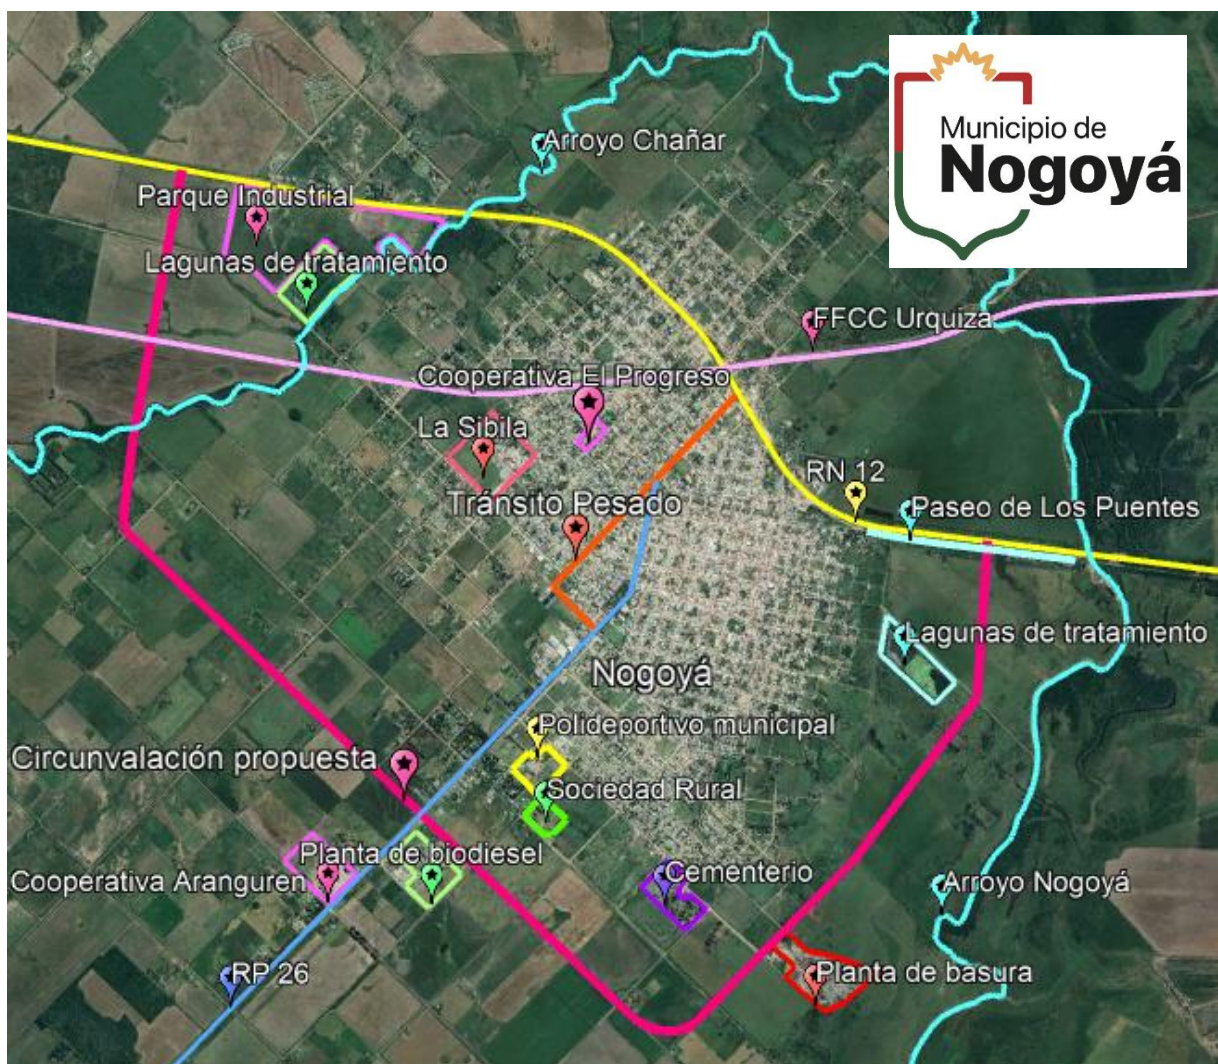 Municipio de
Nogoyá
Arroyo Chañar
Parque Industrial
Lagunas de tratamiento
FFCC Urquiza
Cooperativa El Progreso
La Sibila
RN 12
Tránsito Pesado
Paseo de Los Puentes
Lagunas de tratamiento
Nogoyá
Polideportivo municipal
Circunvalación propuesta
Sociedad Rural
Planta de biodiesel
Cementerio
Cooperativa Aranguren
Arroyo Nogoyá
RP 26
Planta de basura